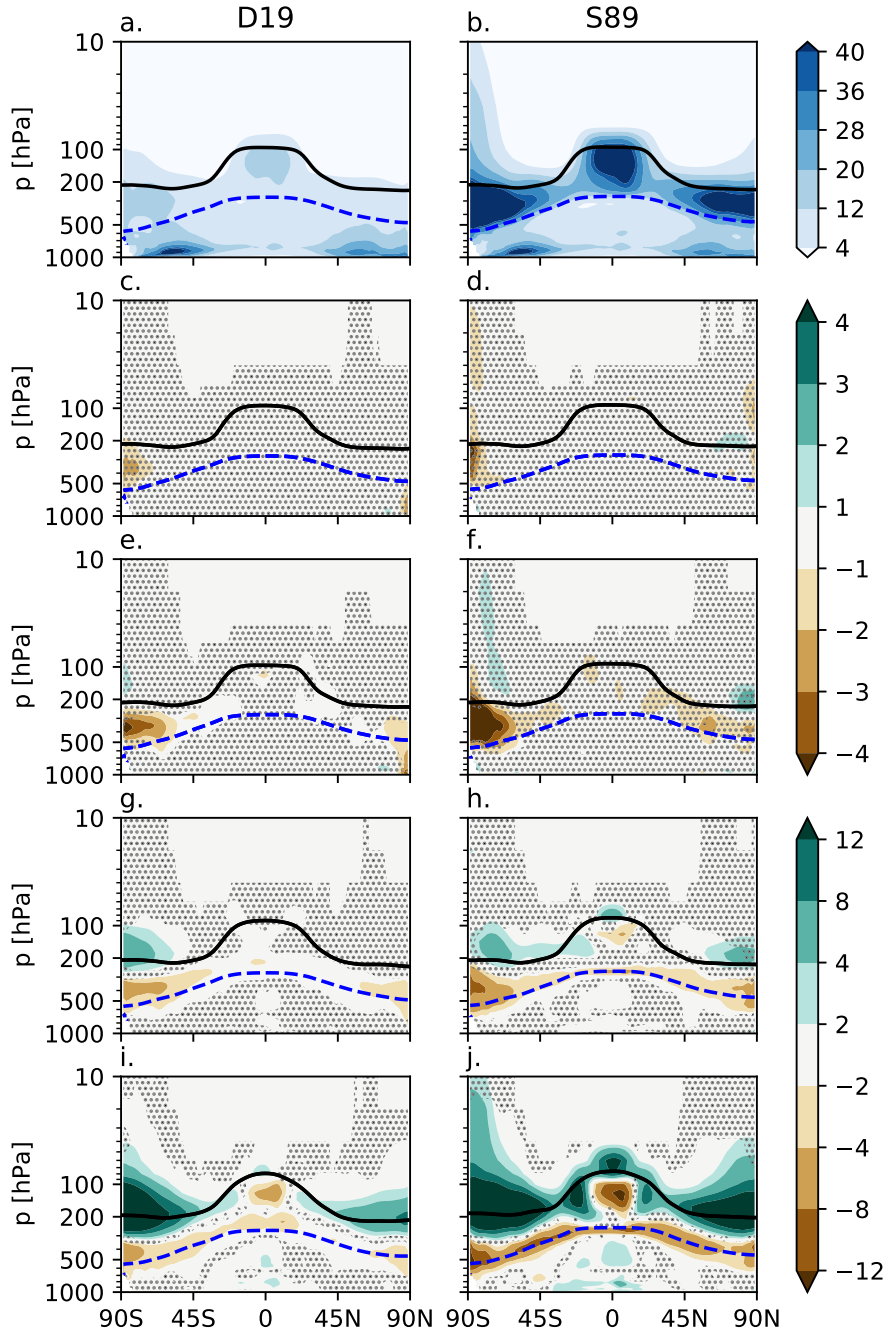 D19 S89
a. b.
10 40
36
100 28
200 20
500 12
1000 4
p [hPa]
c. d.
10 4
3
100 2
200 1
500 −1
1000 −2
p [hPa]
e. f.
10 −3
100 −4
200
500
1000
p [hPa]
g. h.
10 12
8
100 4
200 2
500 −2
1000 −4
p [hPa]
i. j.
10 −8
100 −12
200
500
1000
p [hPa]
90S 45S 0 45N 90N 90S 45S 0 45N 90N